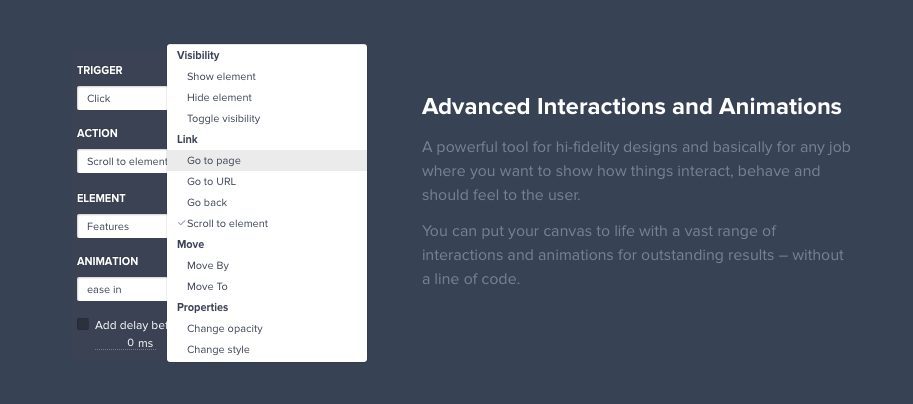 TRIGGER
Click
ACTION
Scroll to element
ELEMENT
Features
ANIMATION
ease in
Add delay
0 ms
Visibility
Show element
Hide element
Toggle visibility
Link
Go to page
Go to URL
Go back
Scroll to element
Move
Move By
Move To
Properties
Change opacity
Change style
Advanced Interactions and Animations
A powerful tool for hi-fidelity designs and basically for any job
where you want to show how things interact, behave and
should feel to the user.
You can put your canvas to life with a vast range of
interactions and animations for outstanding results – without
a line of code.